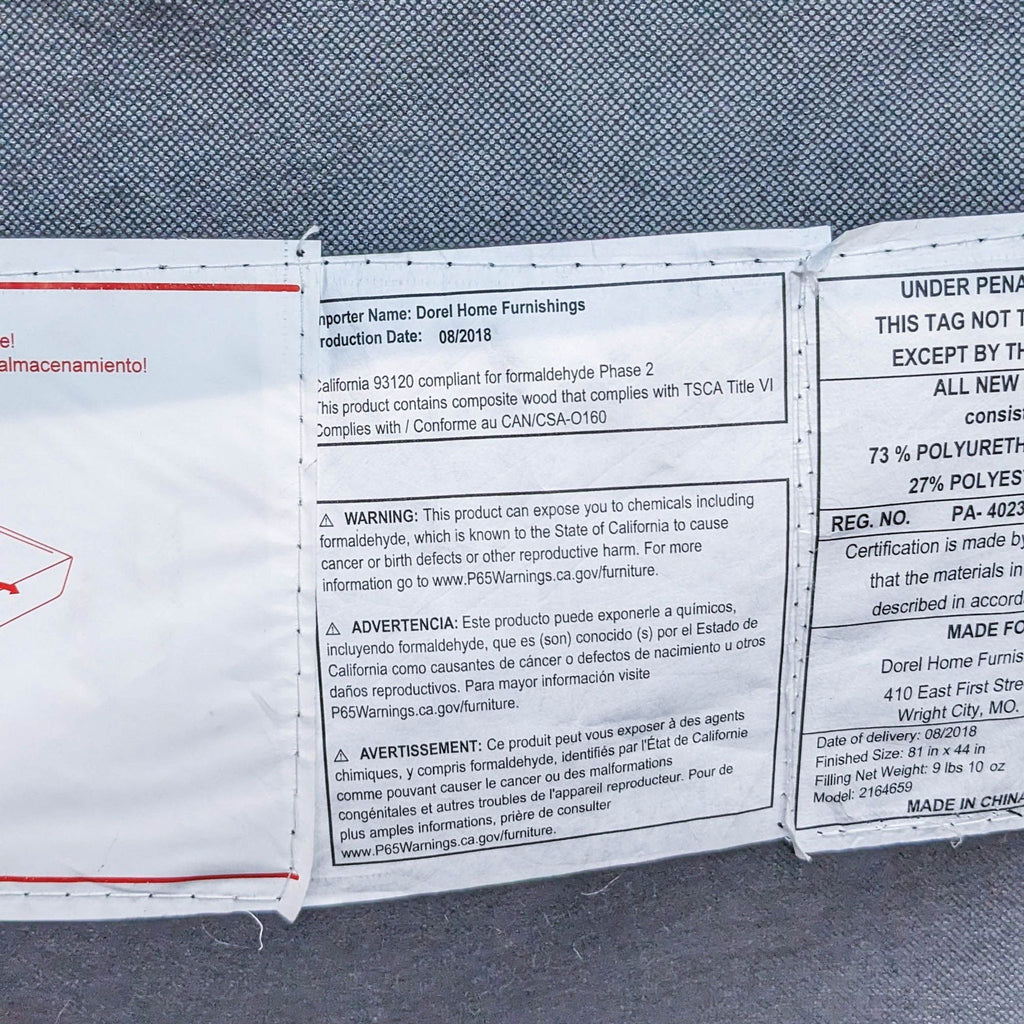 e!
almacenamiento!
mporter Name: Dorel Home Furnishings
roduction Date: 08/2018
California 93120 compliant for formaldehyde Phase 2
This product contains composite wood that complies with TSCA Title VI
Complies with / Conforme au CAN/CSA-O160
⚠ WARNING: This product can expose you to chemicals including
formaldehyde, which is known to the State of California to cause
cancer or birth defects or other reproductive harm. For more
information go to www.P65Warnings.ca.gov/furniture.
⚠ ADVERTENCIA: Este producto puede exponerle a químicos,
incluyendo formaldehyde, que es (son) conocido (s) por el Estado de
California como causantes de cáncer o defectos de nacimiento u otros
daños reproductivos. Para mayor información visite
P65Warnings.ca.gov/furniture.
⚠ AVERTISSEMENT: Ce produit peut vous exposer à des agents
chimiques, y compris formaldehyde, identifiés par l'État de Californie
comme pouvant causer le cancer ou des malformations
congénitales et autres troubles de l'appareil reproducteur. Pour de
plus amples informations, prière de consulter
www.P65Warnings.ca.gov/furniture.
UNDER PENA
THIS TAG NOT T
EXCEPT BY TH
ALL NEW
consis
73 % POLYURETH
27% POLYES
REG. NO. PA- 4023
Certification is made by
that the materials in
described in accord
MADE FO
Dorel Home Furnis
410 East First Stre
Wright City, MO.
Date of delivery: 08/2018
Finished Size: 81 in x 44 in
Filling Net Weight: 9 lbs 10 oz
Model: 2164659
MADE IN CHINA